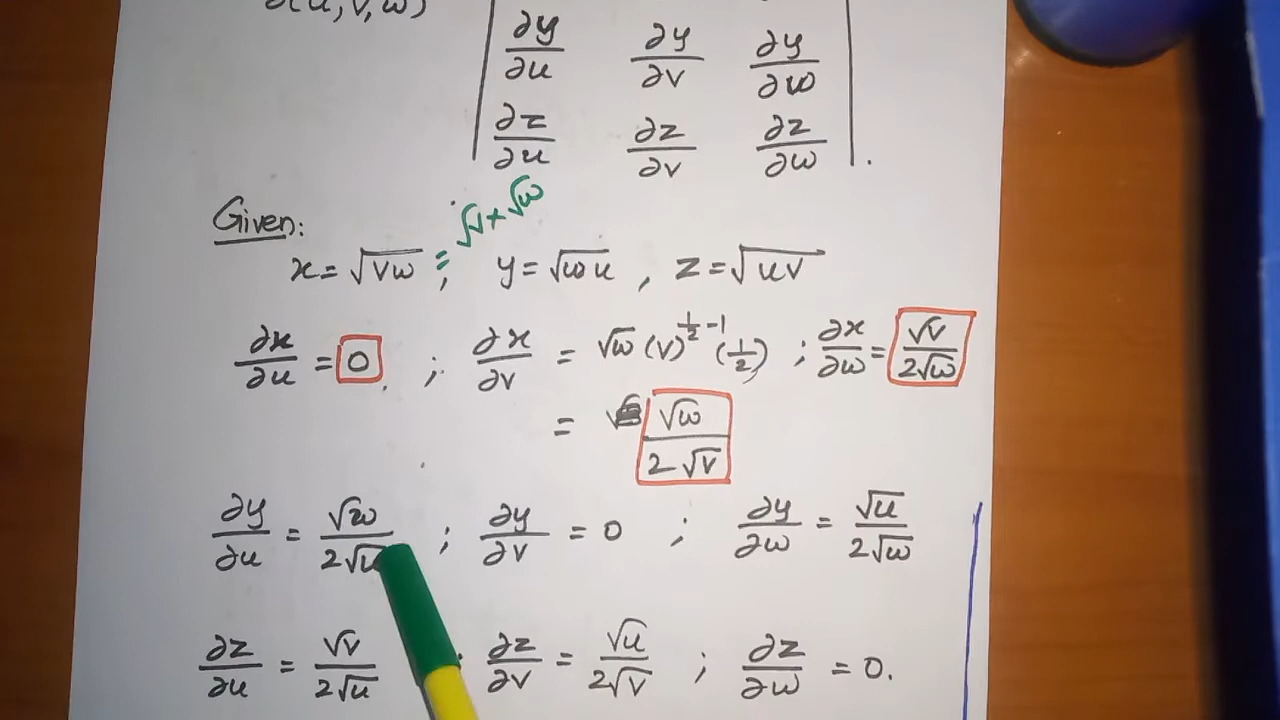 ∂(u,v,w)
∂y/∂u ∂y/∂v ∂y/∂w
∂z/∂u ∂z/∂v ∂z/∂w .
Given:
x = √(vw) = √v × √w ; y = √(wu) , z = √(uv)
∂x/∂u = 0 ; ∂x/∂v = √w (v)^(1/2 - 1) (1/2) ; ∂x/∂w = √v/(2√w)
= √w/(2√v)
∂y/∂u = √w/(2√u) ; ∂y/∂v = 0 ; ∂y/∂w = √u/(2√w)
∂z/∂u = √v/(2√u) ; ∂z/∂v = √u/(2√v) ; ∂z/∂w = 0.